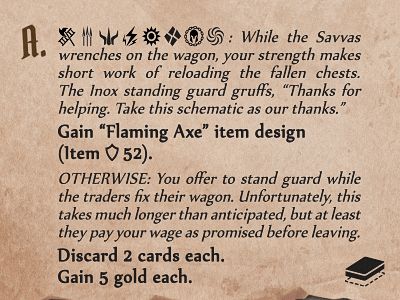 A. : While the Savvas
wrenches on the wagon, your strength makes
short work of reloading the fallen chests.
The Inox standing guard gruffs, “Thanks for
helping. Take this schematic as our thanks.”
Gain “Flaming Axe” item design
(Item 52).
OTHERWISE: You offer to stand guard while
the traders fix their wagon. Unfortunately, this
takes much longer than anticipated, but at least
they pay your wage as promised before leaving.
Discard 2 cards each.
Gain 5 gold each.